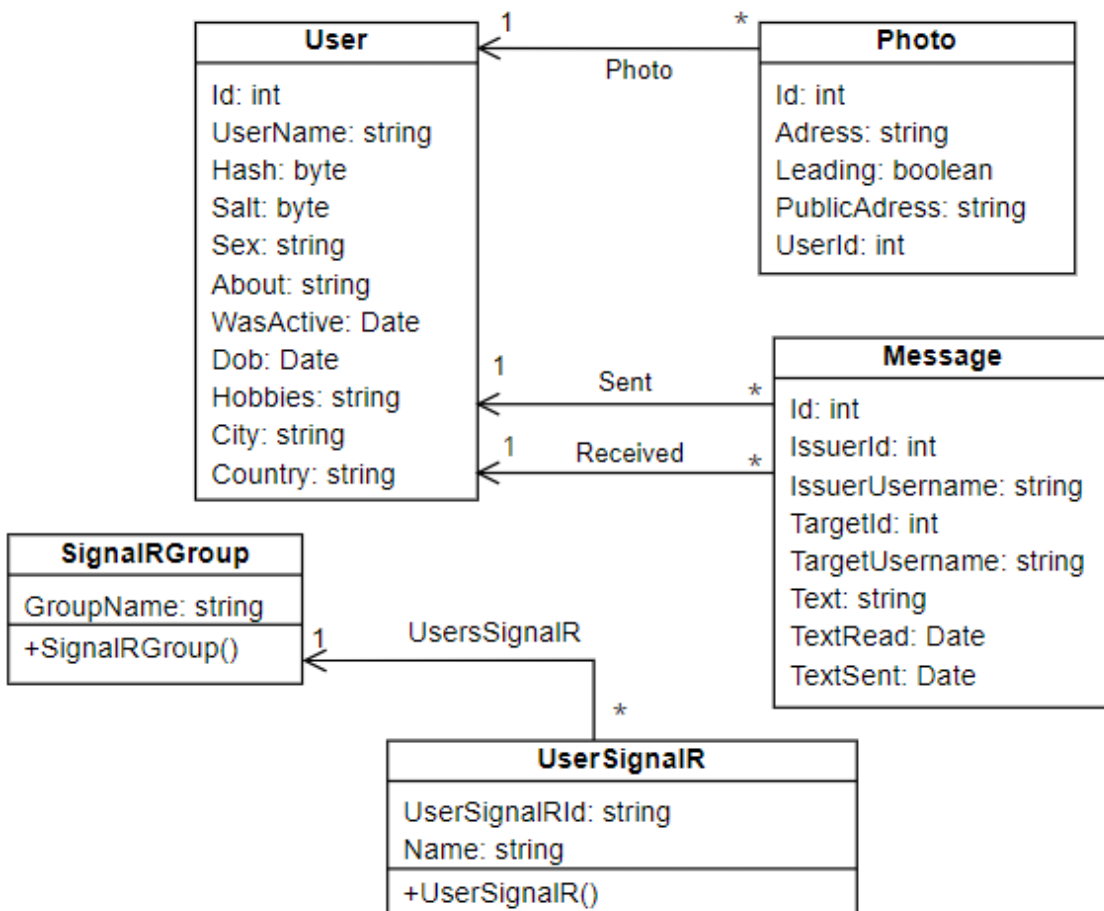 User
Id: int
UserName: string
Hash: byte
Salt: byte
Sex: string
About: string
WasActive: Date
Dob: Date
Hobbies: string
City: string
Country: string
1
*
Photo
Photo
Id: int
Adress: string
Leading: boolean
PublicAdress: string
UserId: int
1
Sent
*
1
Received
*
Message
Id: int
IssuerId: int
IssuerUsername: string
TargetId: int
TargetUsername: string
Text: string
TextRead: Date
TextSent: Date
SignalRGroup
GroupName: string
+SignalRGroup()
1
UsersSignalR
*
UserSignalR
UserSignalRId: string
Name: string
+UserSignalR()